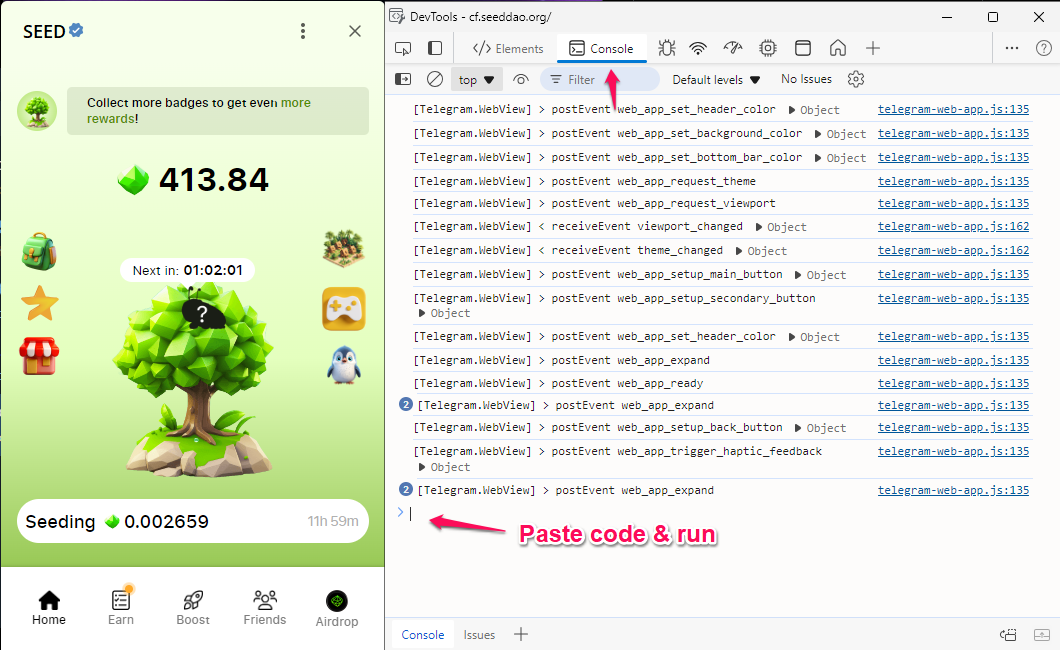 SEED
Collect more badges to get even more
rewards!
413.84
Next in: 01:02:01
?
Seeding 0.002659 11h 59m
Home
Earn
Boost
Friends
Airdrop
DevTools - cf.seeddao.org/
</> Elements
Console
top
Filter
Default levels
No Issues
[Telegram.WebView] > postEvent web_app_set_header_color ▶ Object telegram-web-app.js:135
[Telegram.WebView] > postEvent web_app_set_background_color ▶ Object telegram-web-app.js:135
[Telegram.WebView] > postEvent web_app_set_bottom_bar_color ▶ Object telegram-web-app.js:135
[Telegram.WebView] > postEvent web_app_request_theme telegram-web-app.js:135
[Telegram.WebView] > postEvent web_app_request_viewport telegram-web-app.js:135
[Telegram.WebView] < receiveEvent viewport_changed ▶ Object telegram-web-app.js:162
[Telegram.WebView] < receiveEvent theme_changed ▶ Object telegram-web-app.js:162
[Telegram.WebView] > postEvent web_app_setup_main_button ▶ Object telegram-web-app.js:135
[Telegram.WebView] > postEvent web_app_setup_secondary_button telegram-web-app.js:135
▶ Object
[Telegram.WebView] > postEvent web_app_set_header_color ▶ Object telegram-web-app.js:135
[Telegram.WebView] > postEvent web_app_expand telegram-web-app.js:135
[Telegram.WebView] > postEvent web_app_ready telegram-web-app.js:135
2 [Telegram.WebView] > postEvent web_app_expand telegram-web-app.js:135
[Telegram.WebView] > postEvent web_app_setup_back_button ▶ Object telegram-web-app.js:135
[Telegram.WebView] > postEvent web_app_trigger_haptic_feedback telegram-web-app.js:135
▶ Object
2 [Telegram.WebView] > postEvent web_app_expand telegram-web-app.js:135
>
Paste code & run
Console
Issues